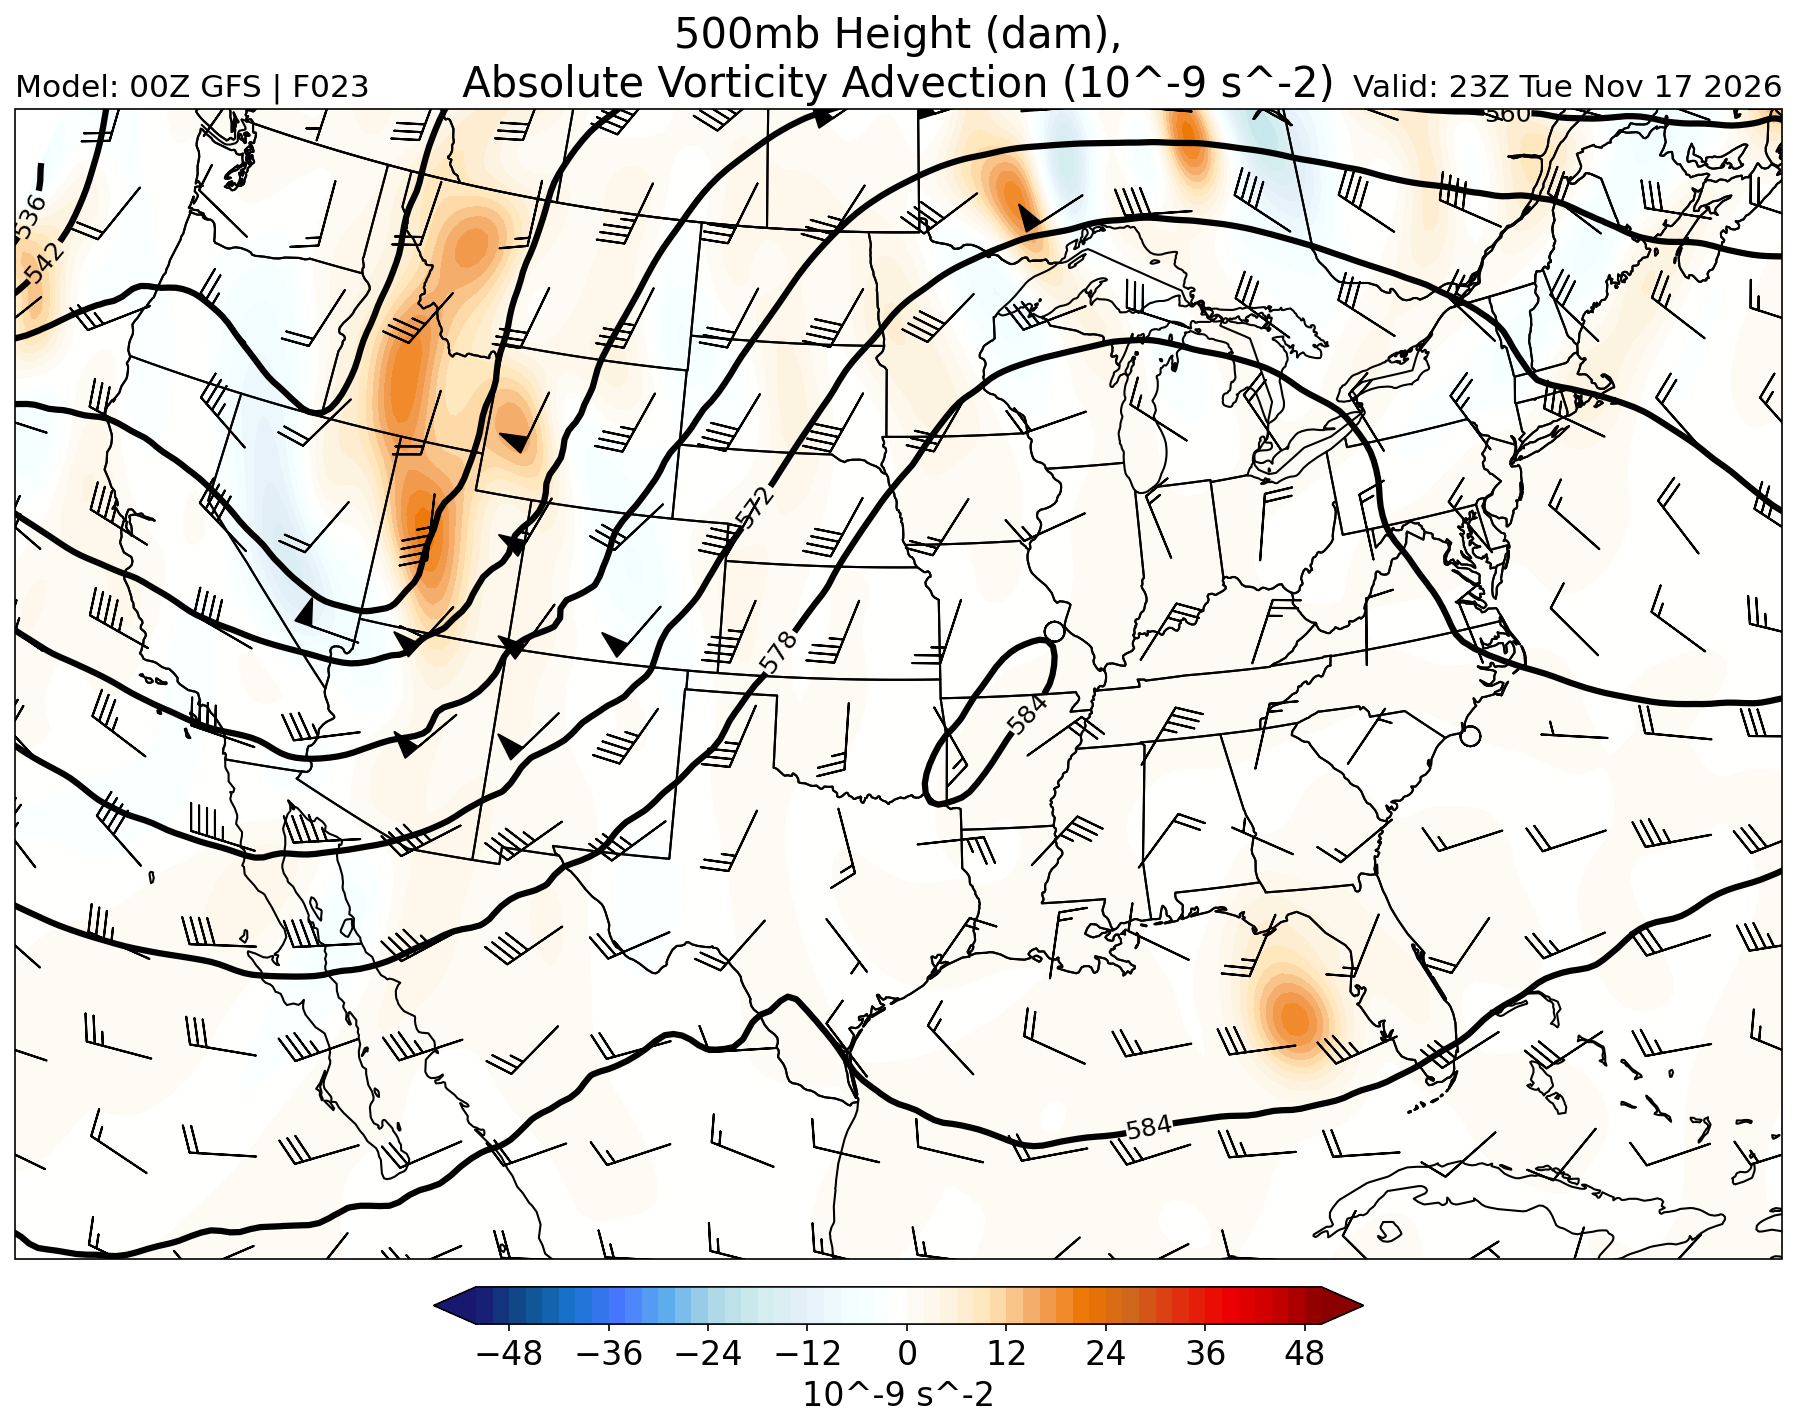 500mb Height (dam),
Model: 00Z GFS | F023
Absolute Vorticity Advection (10^-9 s^-2)
Valid: 23Z Tue Nov 17 2026
560
536
542
572
578
584
584
−48 −36 −24 −12 0 12 24 36 48
10^-9 s^-2